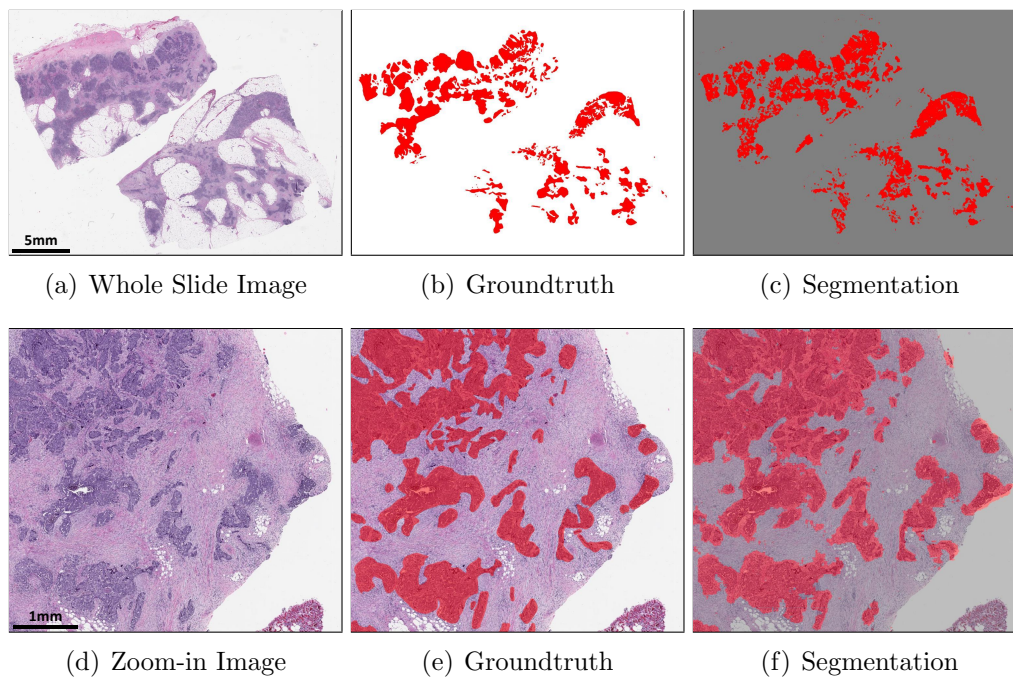 5mm
(a) Whole Slide Image
(b) Groundtruth
(c) Segmentation
1mm
(d) Zoom-in Image
(e) Groundtruth
(f) Segmentation